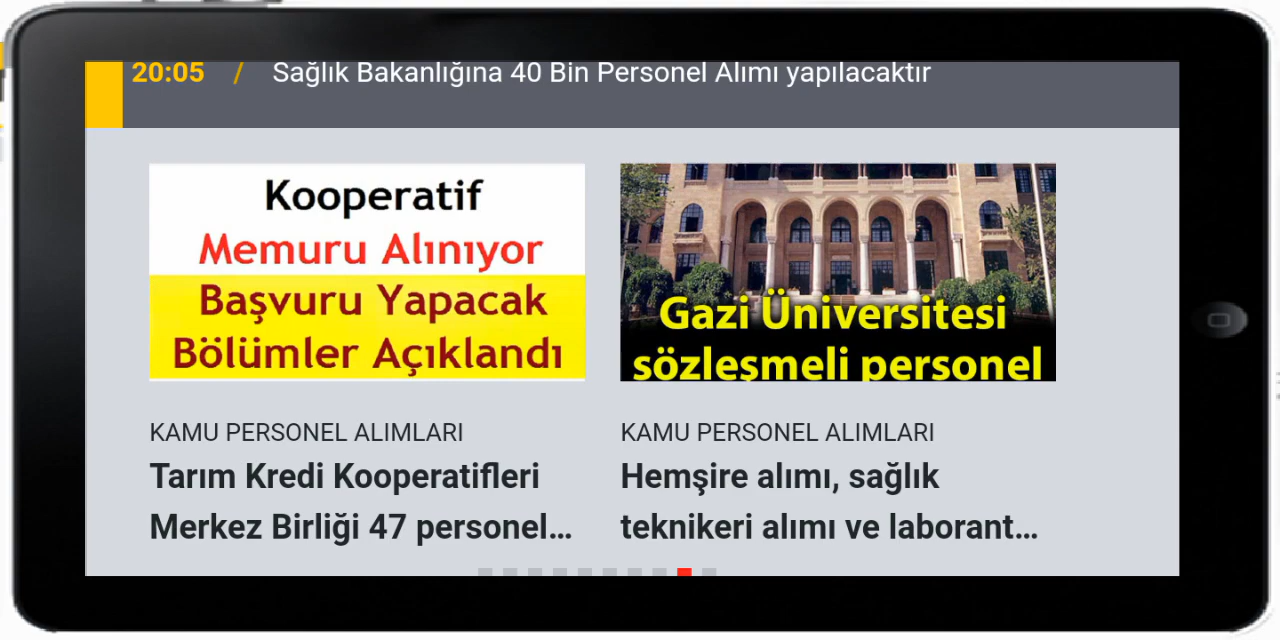 20:05 / Sağlık Bakanlığına 40 Bin Personel Alımı yapılacaktır
Kooperatif
Memuru Alınıyor
Başvuru Yapacak
Bölümler Açıklandı
Gazi Üniversitesi
sözleşmeli personel
KAMU PERSONEL ALIMLARI
Tarım Kredi Kooperatifleri
Merkez Birliği 47 personel...
KAMU PERSONEL ALIMLARI
Hemşire alımı, sağlık
teknikeri alımı ve laborant...